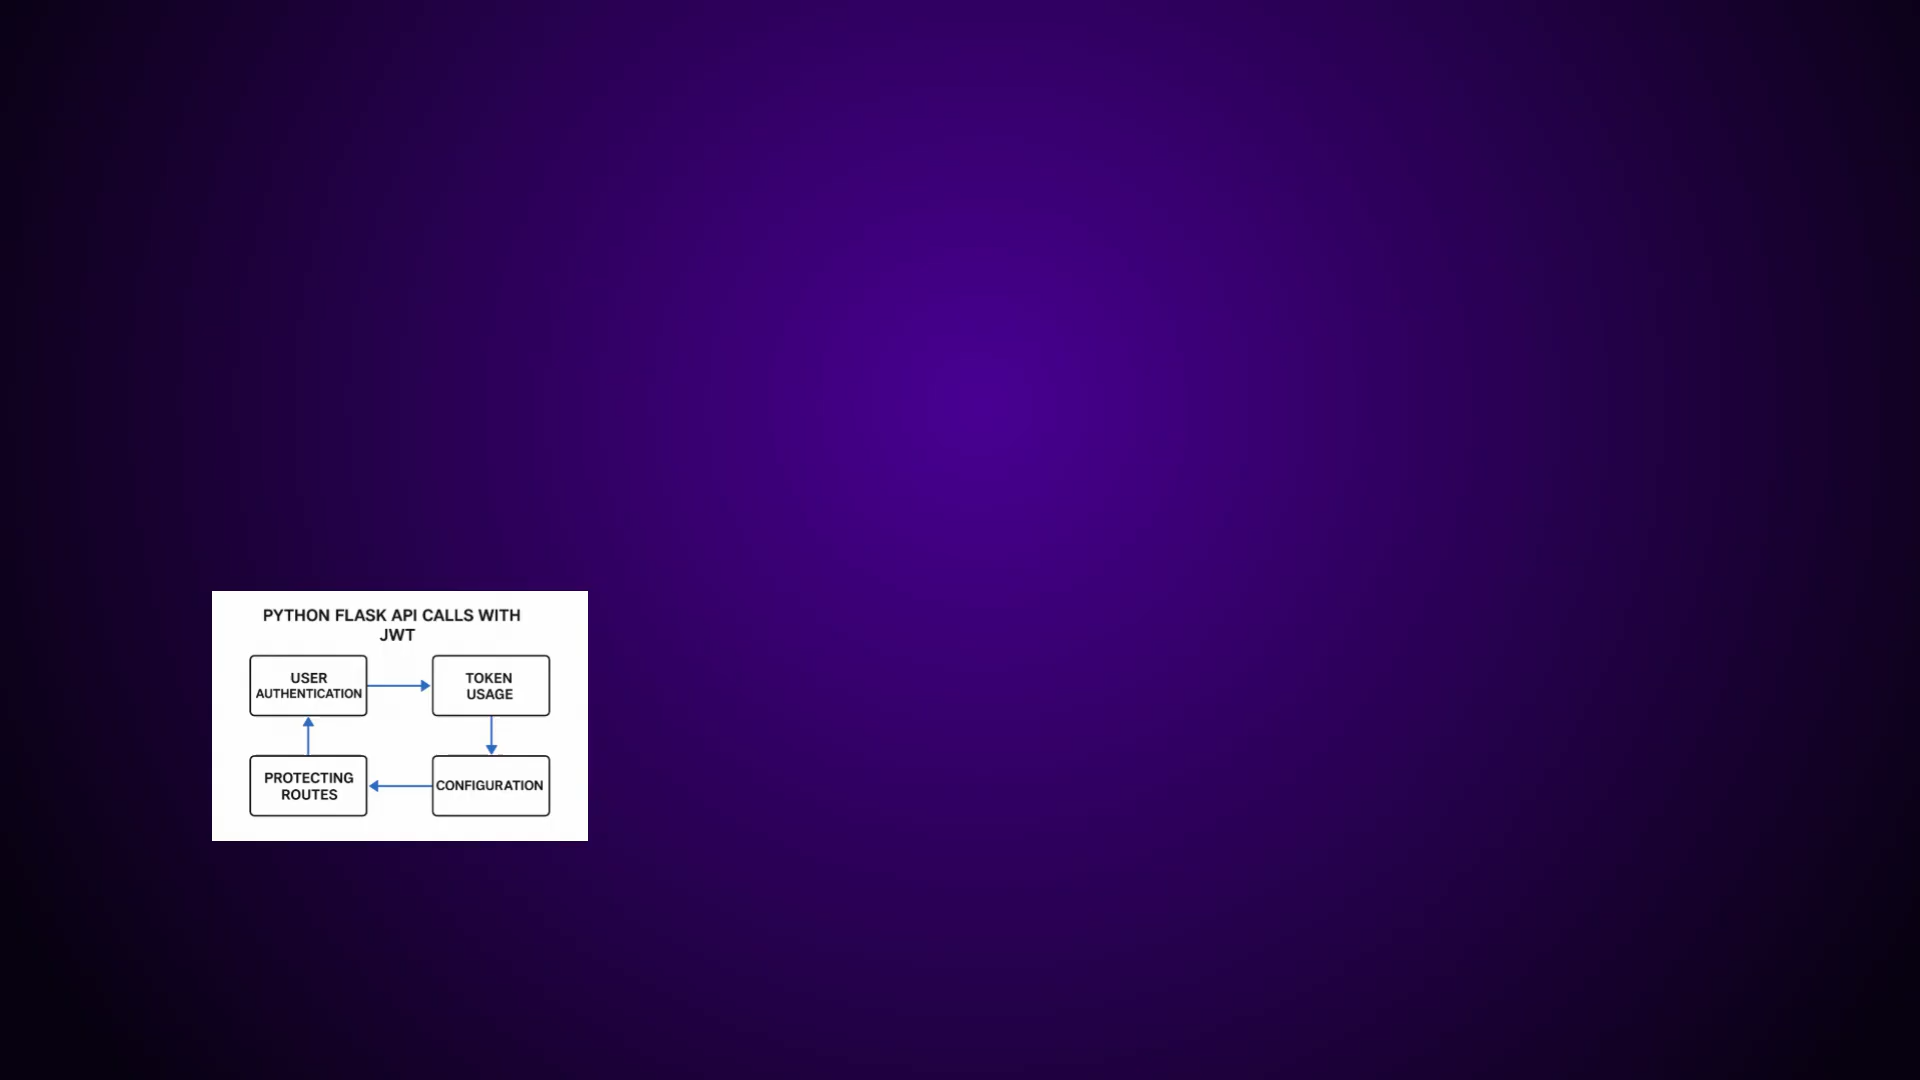 PYTHON FLASK API CALLS WITH
JWT
USER
AUTHENTICATION
TOKEN
USAGE
PROTECTING
ROUTES
CONFIGURATION